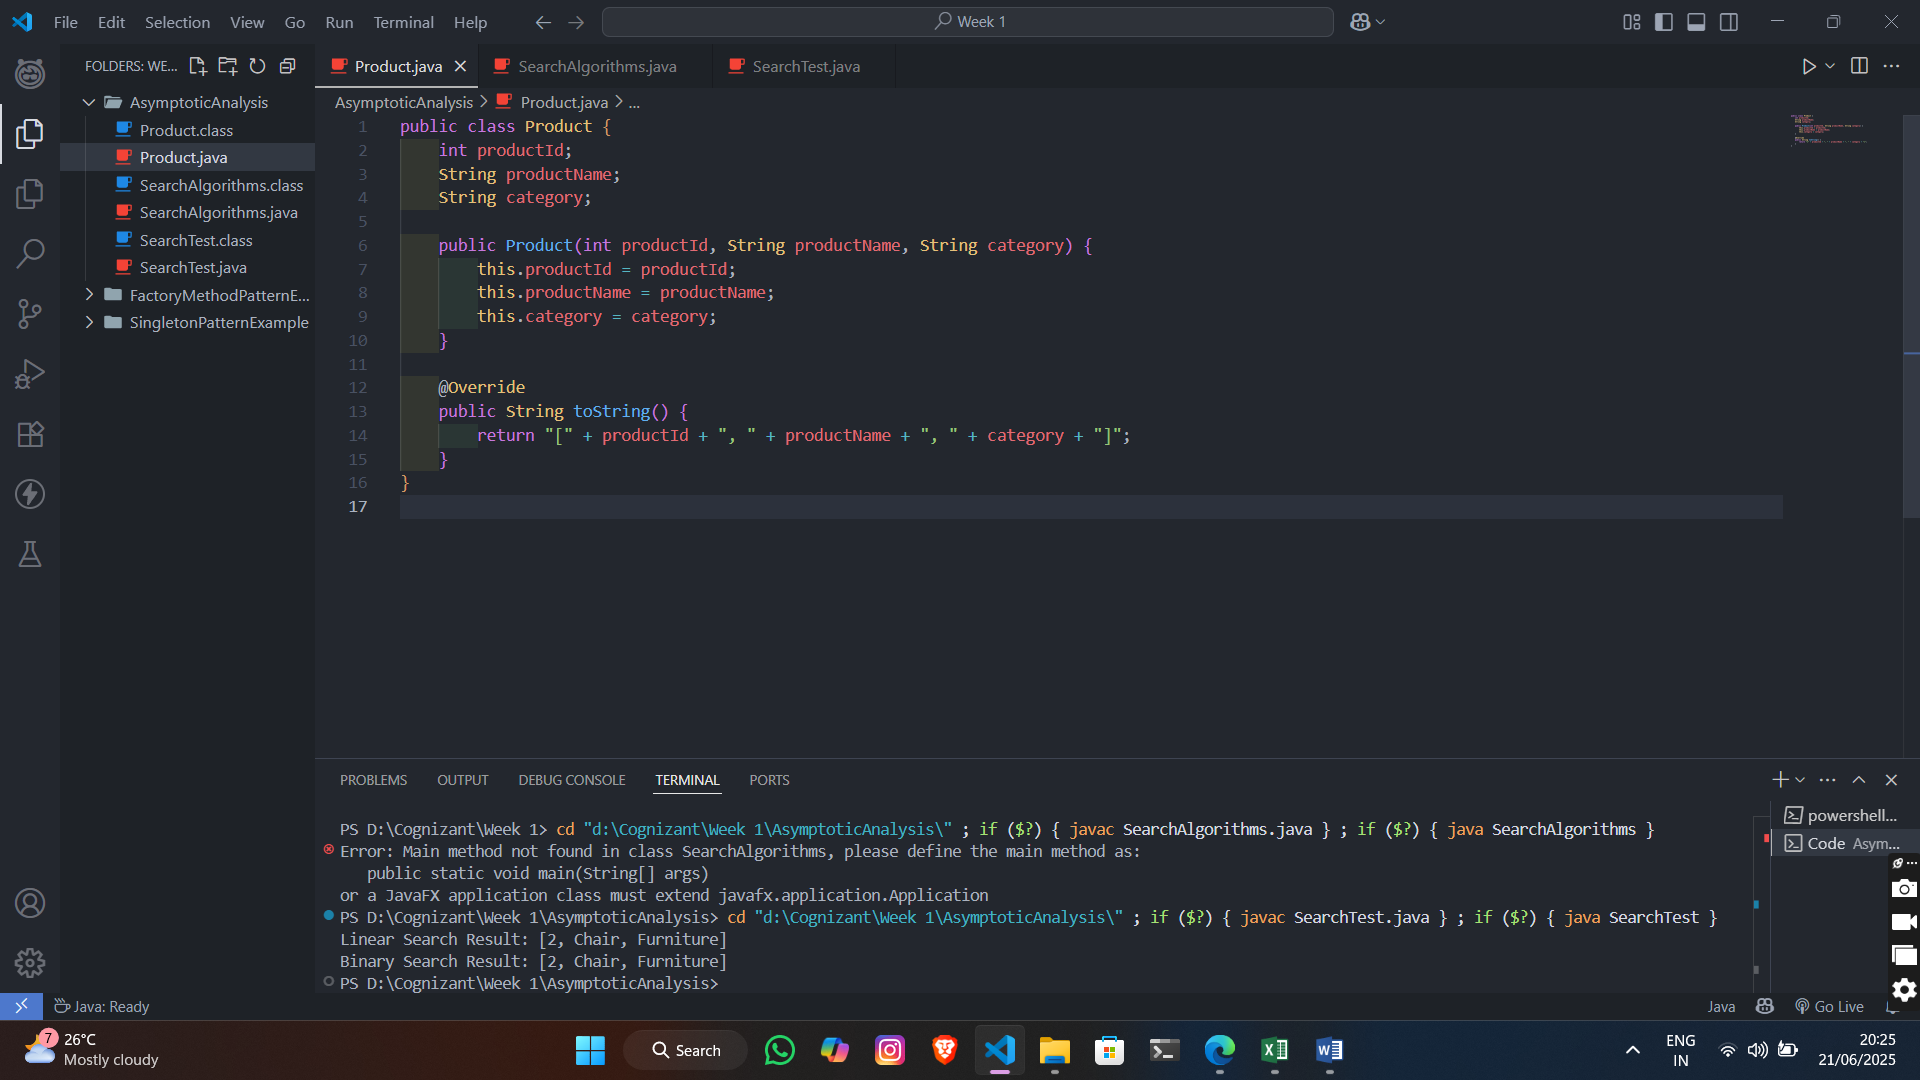 File Edit Selection View Go Run Terminal Help
Week 1
FOLDERS: WE...
Product.java
SearchAlgorithms.java
SearchTest.java
AsymptoticAnalysis
Product.class
Product.java
SearchAlgorithms.class
SearchAlgorithms.java
SearchTest.class
SearchTest.java
FactoryMethodPatternE...
SingletonPatternExample
AsymptoticAnalysis > Product.java > ...
1 public class Product {
2 int productId;
3 String productName;
4 String category;
5
6 public Product(int productId, String productName, String category) {
7 this.productId = productId;
8 this.productName = productName;
9 this.category = category;
10 }
11
12 @Override
13 public String toString() {
14 return "[" + productId + ", " + productName + ", " + category + "]";
15 }
16 }
17
PROBLEMS OUTPUT DEBUG CONSOLE TERMINAL PORTS
PS D:\Cognizant\Week 1> cd "d:\Cognizant\Week 1\AsymptoticAnalysis\" ; if ($?) { javac SearchAlgorithms.java } ; if ($?) { java SearchAlgorithms }
Error: Main method not found in class SearchAlgorithms, please define the main method as:
public static void main(String[] args)
or a JavaFX application class must extend javafx.application.Application
PS D:\Cognizant\Week 1\AsymptoticAnalysis> cd "d:\Cognizant\Week 1\AsymptoticAnalysis\" ; if ($?) { javac SearchTest.java } ; if ($?) { java SearchTest }
Linear Search Result: [2, Chair, Furniture]
Binary Search Result: [2, Chair, Furniture]
PS D:\Cognizant\Week 1\AsymptoticAnalysis>
powershell...
Code Asym...
Java: Ready
Java
Go Live
7
26°C
Mostly cloudy
Search
ENG
IN
20:25
21/06/2025